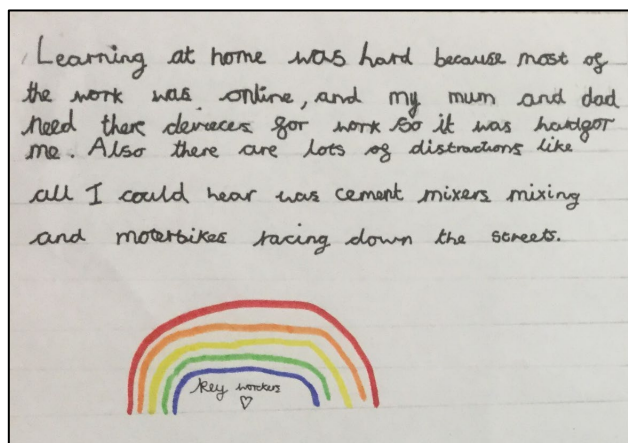 Learning at home was hard because most of
the work was online, and my mum and dad
need there devieces for work so it was hard for
me. Also there are lots of distractions like
all I could hear was cement mixers mixing
and moterbikes racing down the streets.
key workers